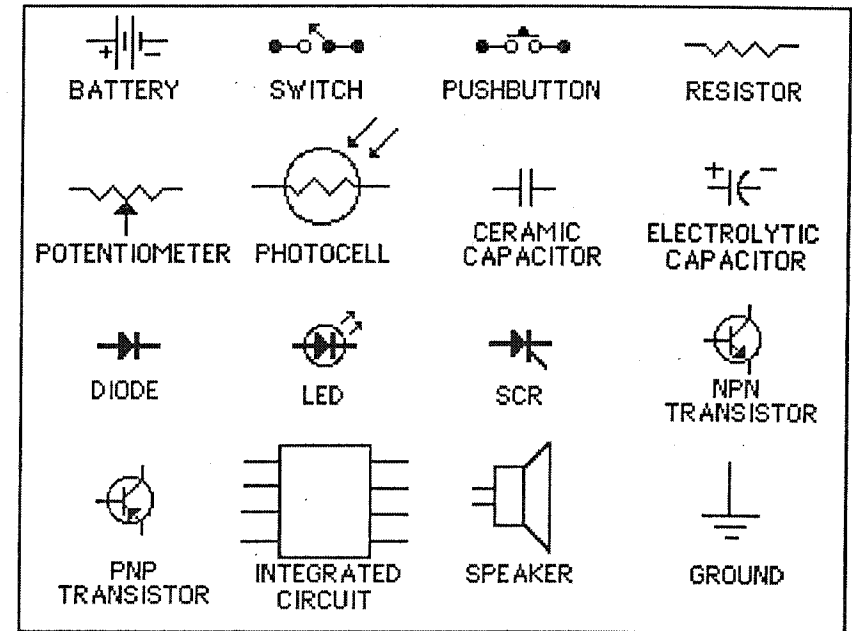 + −
BATTERY
SWITCH
PUSHBUTTON
RESISTOR
POTENTIOMETER
PHOTOCELL
CERAMIC
CAPACITOR
+ −
ELECTROLYTIC
CAPACITOR
DIODE
LED
SCR
NPN
TRANSISTOR
PNP
TRANSISTOR
INTEGRATED
CIRCUIT
SPEAKER
GROUND